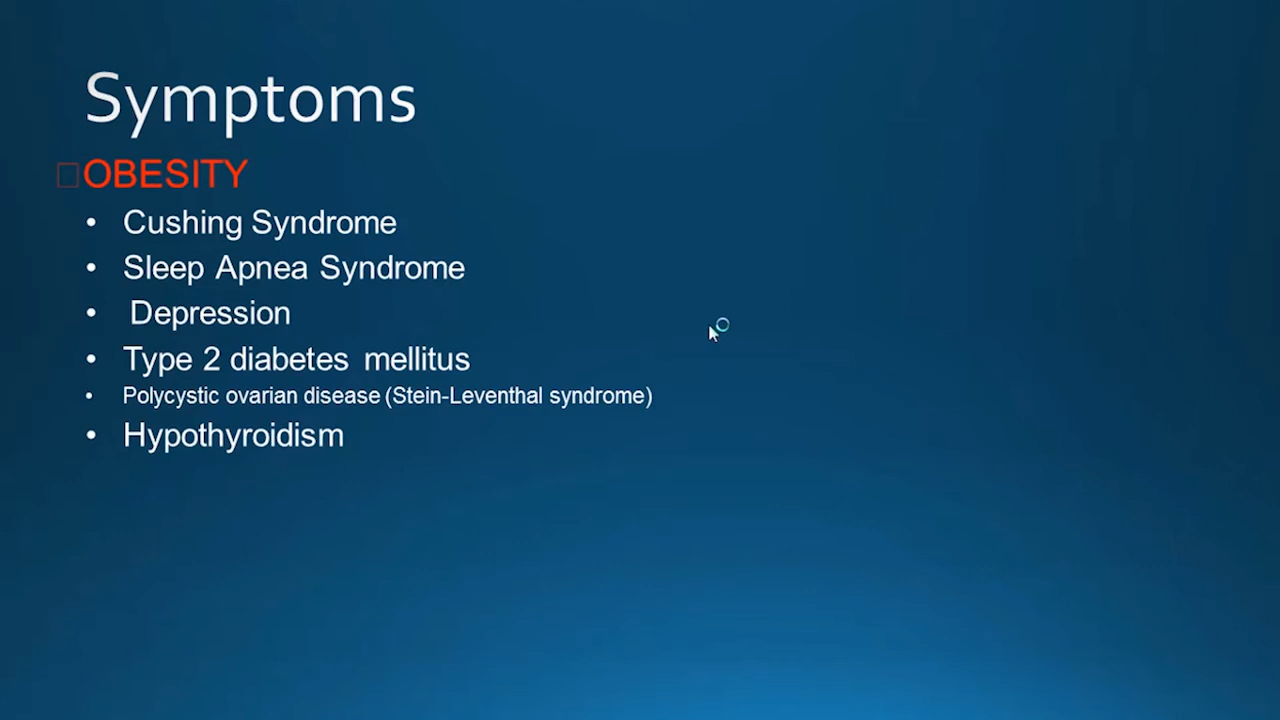 Symptoms
OBESITY
• Cushing Syndrome
• Sleep Apnea Syndrome
• Depression
• Type 2 diabetes mellitus
• Polycystic ovarian disease (Stein-Leventhal syndrome)
• Hypothyroidism